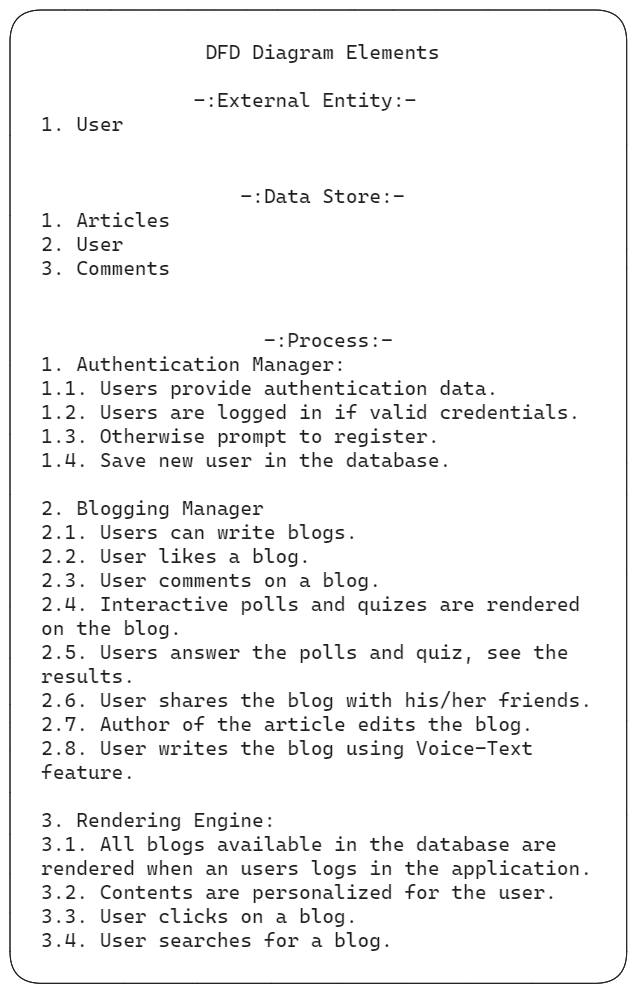 DFD Diagram Elements
-:External Entity:-
1. User
-:Data Store:-
1. Articles
2. User
3. Comments
-:Process:-
1. Authentication Manager:
1.1. Users provide authentication data.
1.2. Users are logged in if valid credentials.
1.3. Otherwise prompt to register.
1.4. Save new user in the database.
2. Blogging Manager
2.1. Users can write blogs.
2.2. User likes a blog.
2.3. User comments on a blog.
2.4. Interactive polls and quizes are rendered
on the blog.
2.5. Users answer the polls and quiz, see the
results.
2.6. User shares the blog with his/her friends.
2.7. Author of the article edits the blog.
2.8. User writes the blog using Voice-Text
feature.
3. Rendering Engine:
3.1. All blogs available in the database are
rendered when an users logs in the application.
3.2. Contents are personalized for the user.
3.3. User clicks on a blog.
3.4. User searches for a blog.